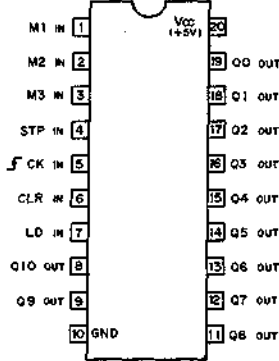 M1 IN 1 Vcc (+5V) 20
M2 IN 2 19 Q0 OUT
M3 IN 3 18 Q1 OUT
STP IN 4 17 Q2 OUT
CK IN 5 16 Q3 OUT
CLR IN 6 15 Q4 OUT
LD IN 7 14 Q5 OUT
Q10 OUT 8 13 Q6 OUT
Q9 OUT 9 12 Q7 OUT
10 GND 11 Q8 OUT